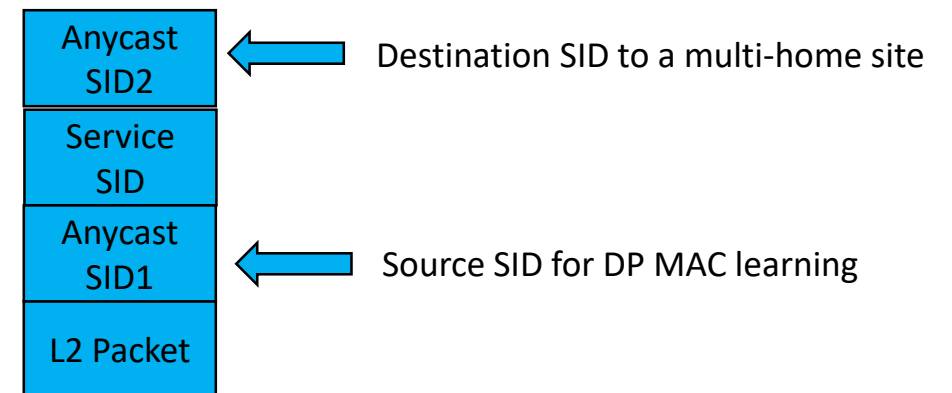 Anycast
SID2
Destination SID to a multi-home site
Service
SID
Anycast
SID1
Source SID for DP MAC learning
L2 Packet